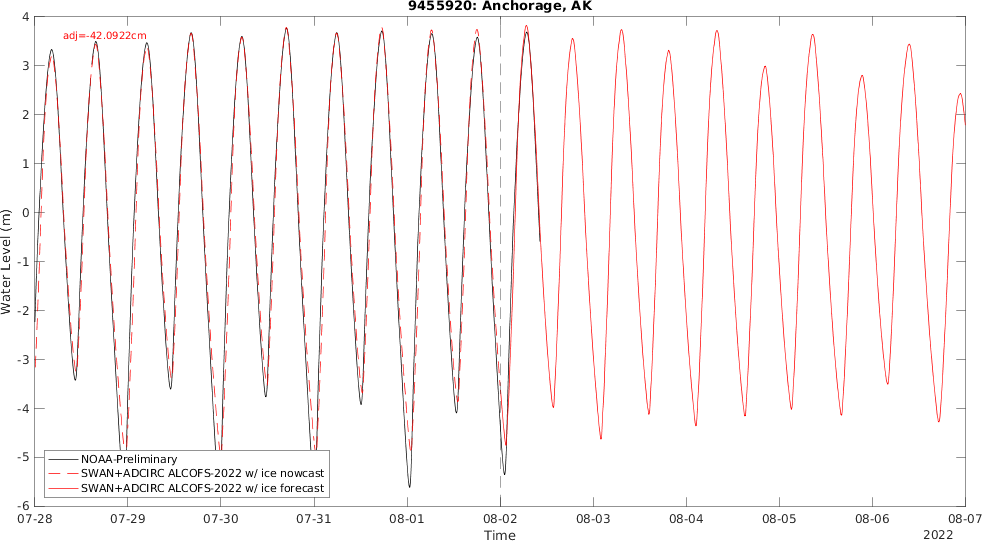 9455920: Anchorage, AK
adj=-42.0922cm
4
3
2
1
0
-1
-2
-3
-4
-5
-6
Water Level (m)
NOAA-Preliminary
SWAN+ADCIRC ALCOFS-2022 w/ ice nowcast
SWAN+ADCIRC ALCOFS-2022 w/ ice forecast
07-28 07-29 07-30 07-31 08-01 08-02 08-03 08-04 08-05 08-06 08-07
Time
2022